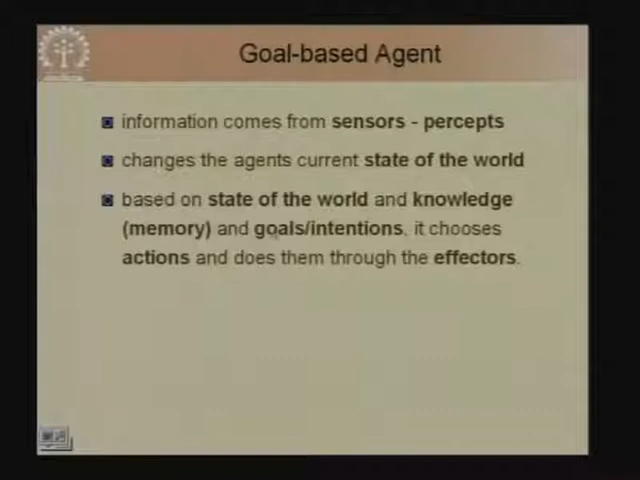 Goal-based Agent
information comes from sensors - percepts
changes the agents current state of the world
based on state of the world and knowledge
(memory) and goals/intentions, it chooses
actions and does them through the effectors.